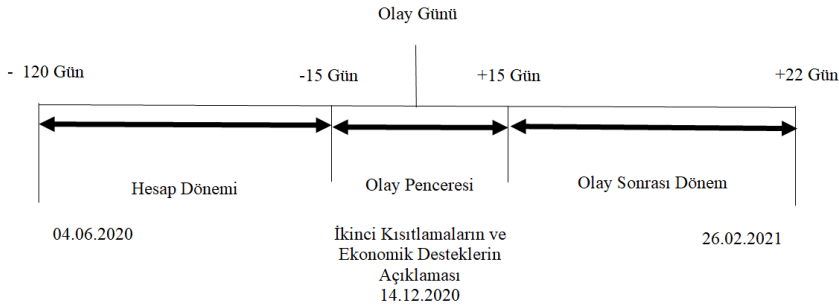 Olay Günü
- 120 Gün
-15 Gün
+15 Gün
+22 Gün
Hesap Dönemi
Olay Penceresi
Olay Sonrası Dönem
04.06.2020
İkinci Kısıtlamaların ve
Ekonomik Desteklerin
Açıklaması
14.12.2020
26.02.2021